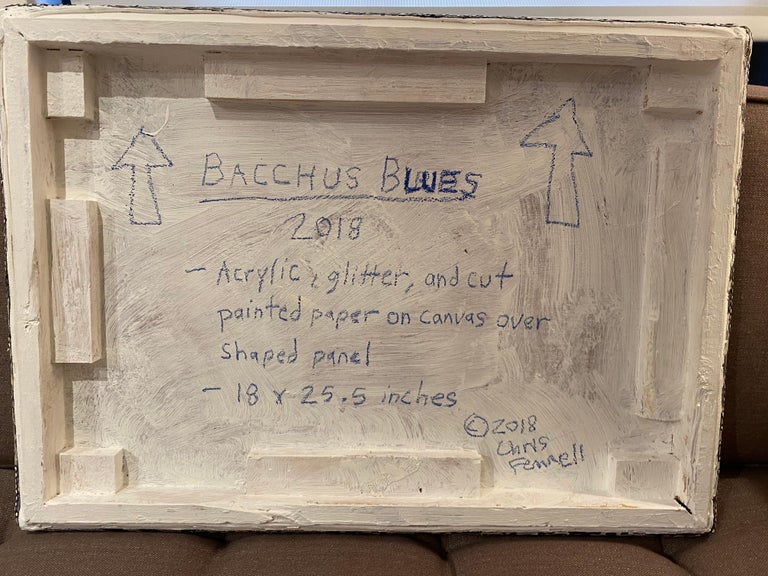 BACCHUS BLUES
2018
- Acrylic, glitter, and cut
painted paper on canvas over
shaped panel
- 18 x 25.5 inches
© 2018
Chris
Fennell